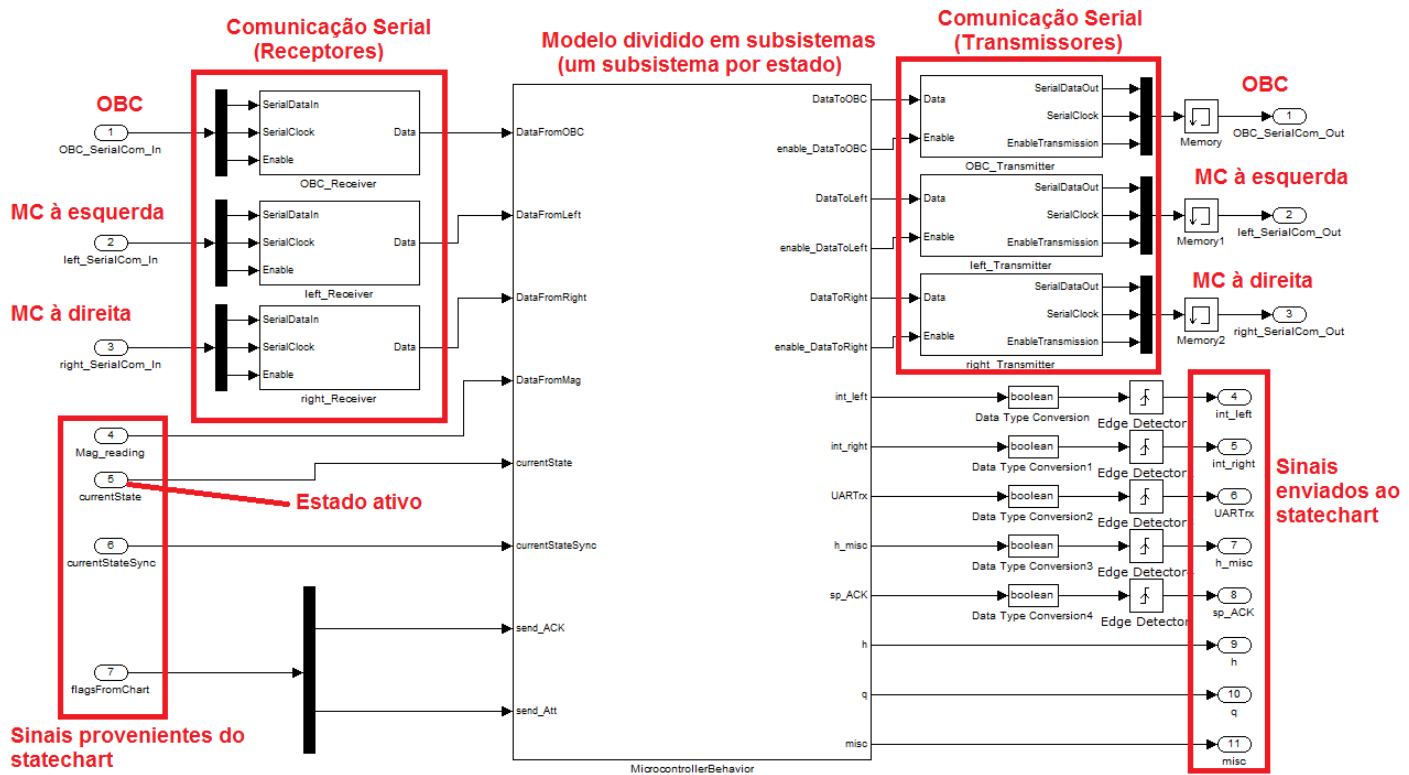 Comunicação Serial
(Receptores)
Modelo dividido em subsistemas
(um subsistema por estado)
Comunicação Serial
(Transmissores)
OBC
1
OBC_SerialCom_In
SerialDataIn
SerialClock
Enable
Data
OBC_Receiver
MC à esquerda
2
left_SerialCom_In
SerialDataIn
SerialClock
Enable
Data
left_Receiver
MC à direita
3
right_SerialCom_In
SerialDataIn
SerialClock
Enable
Data
right_Receiver
4
Mag_reading
5
currentState
Estado ativo
6
currentStateSync
7
flagsFromChart
Sinais provenientes do
statechart
DataFromOBC
DataFromLeft
DataFromRight
DataFromMag
currentState
currentStateSync
send_ACK
send_Att
DataToOBC
enable_DataToOBC
DataToLeft
enable_DataToLeft
DataToRight
enable_DataToRight
int_left
int_right
UARTrx
h_misc
sp_ACK
h
q
misc
MicrocontrollerBehavior
Data
Enable
SerialDataOut
SerialClock
EnableTransmission
OBC_Transmitter
Memory
OBC
1
OBC_SerialCom_Out
Data
Enable
SerialDataOut
SerialClock
EnableTransmission
left_Transmitter
Memory1
MC à esquerda
2
left_SerialCom_Out
Data
Enable
SerialDataOut
SerialClock
EnableTransmission
right_Transmitter
Memory2
MC à direita
3
right_SerialCom_Out
boolean
Data Type Conversion
Edge Detector
4
int_left
boolean
Data Type Conversion1
Edge Detector
5
int_right
boolean
Data Type Conversion2
Edge Detector
6
UARTrx
boolean
Data Type Conversion3
Edge Detector
7
h_misc
boolean
Data Type Conversion4
Edge Detector
8
sp_ACK
9
h
10
q
11
misc
Sinais
enviados ao
statechart